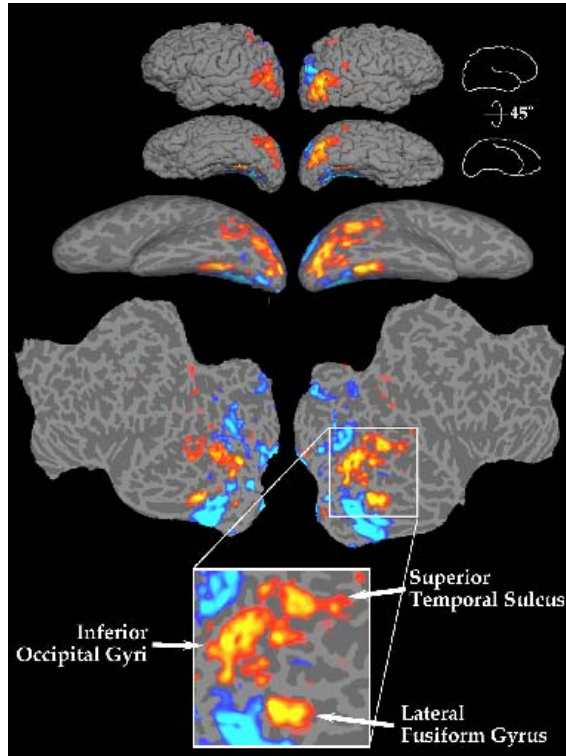 45°
Superior
Temporal Sulcus
Inferior
Occipital Gyri
Lateral
Fusiform Gyrus